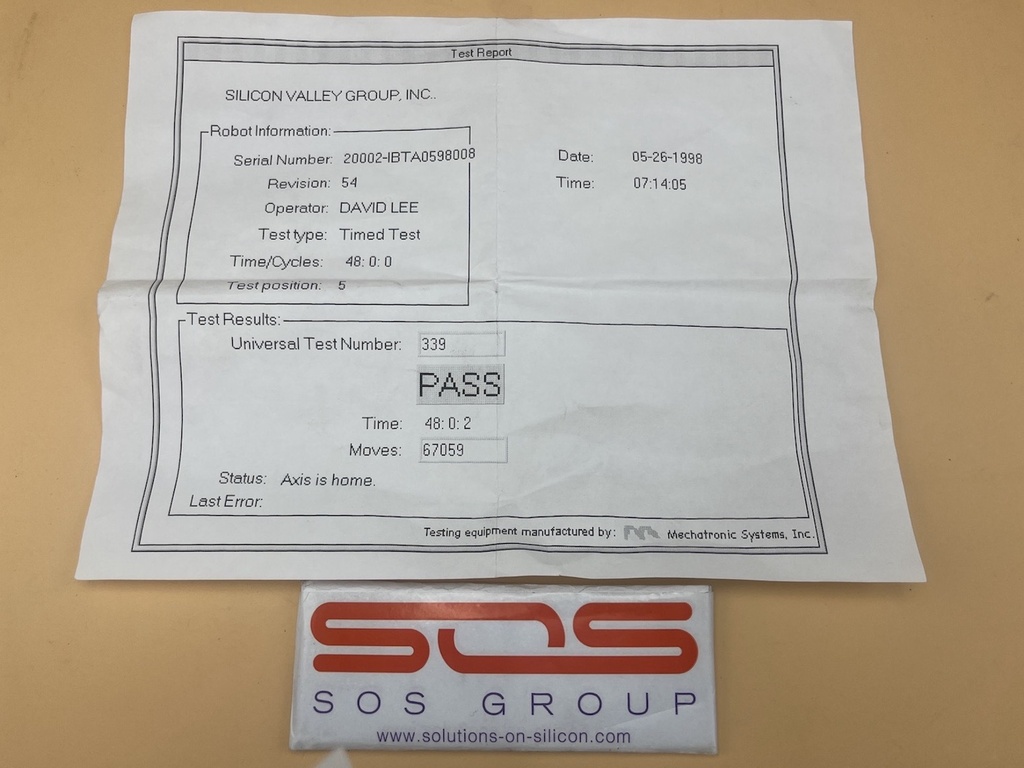 Test Report
SILICON VALLEY GROUP, INC..
Robot Information:
Serial Number: 20002-IBTA0598008
Date: 05-26-1998
Revision: 54
Time: 07:14:05
Operator: DAVID LEE
Test type: Timed Test
Time/Cycles: 48: 0: 0
Test position: 5
Test Results:
Universal Test Number: 339
PASS
Time: 48: 0: 2
Moves: 67059
Status: Axis is home.
Last Error:
Testing equipment manufactured by: Mechatronic Systems, Inc.
SOS
SOS GROUP
www.solutions-on-silicon.com